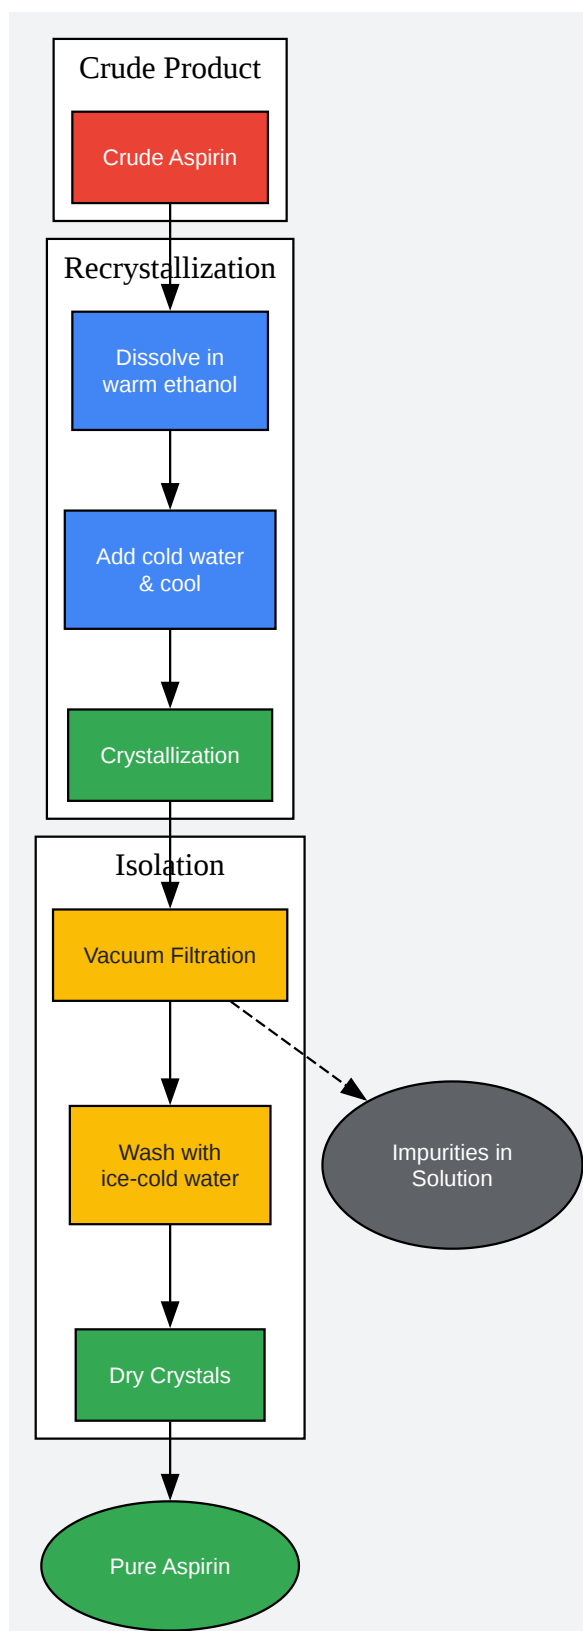 Crude Product
Crude Aspirin
Recrystallization
Dissolve in
warm ethanol
Add cold water
& cool
Crystallization
Isolation
Vacuum Filtration
Wash with
ice-cold water
Impurities in
Solution
Dry Crystals
Pure Aspirin